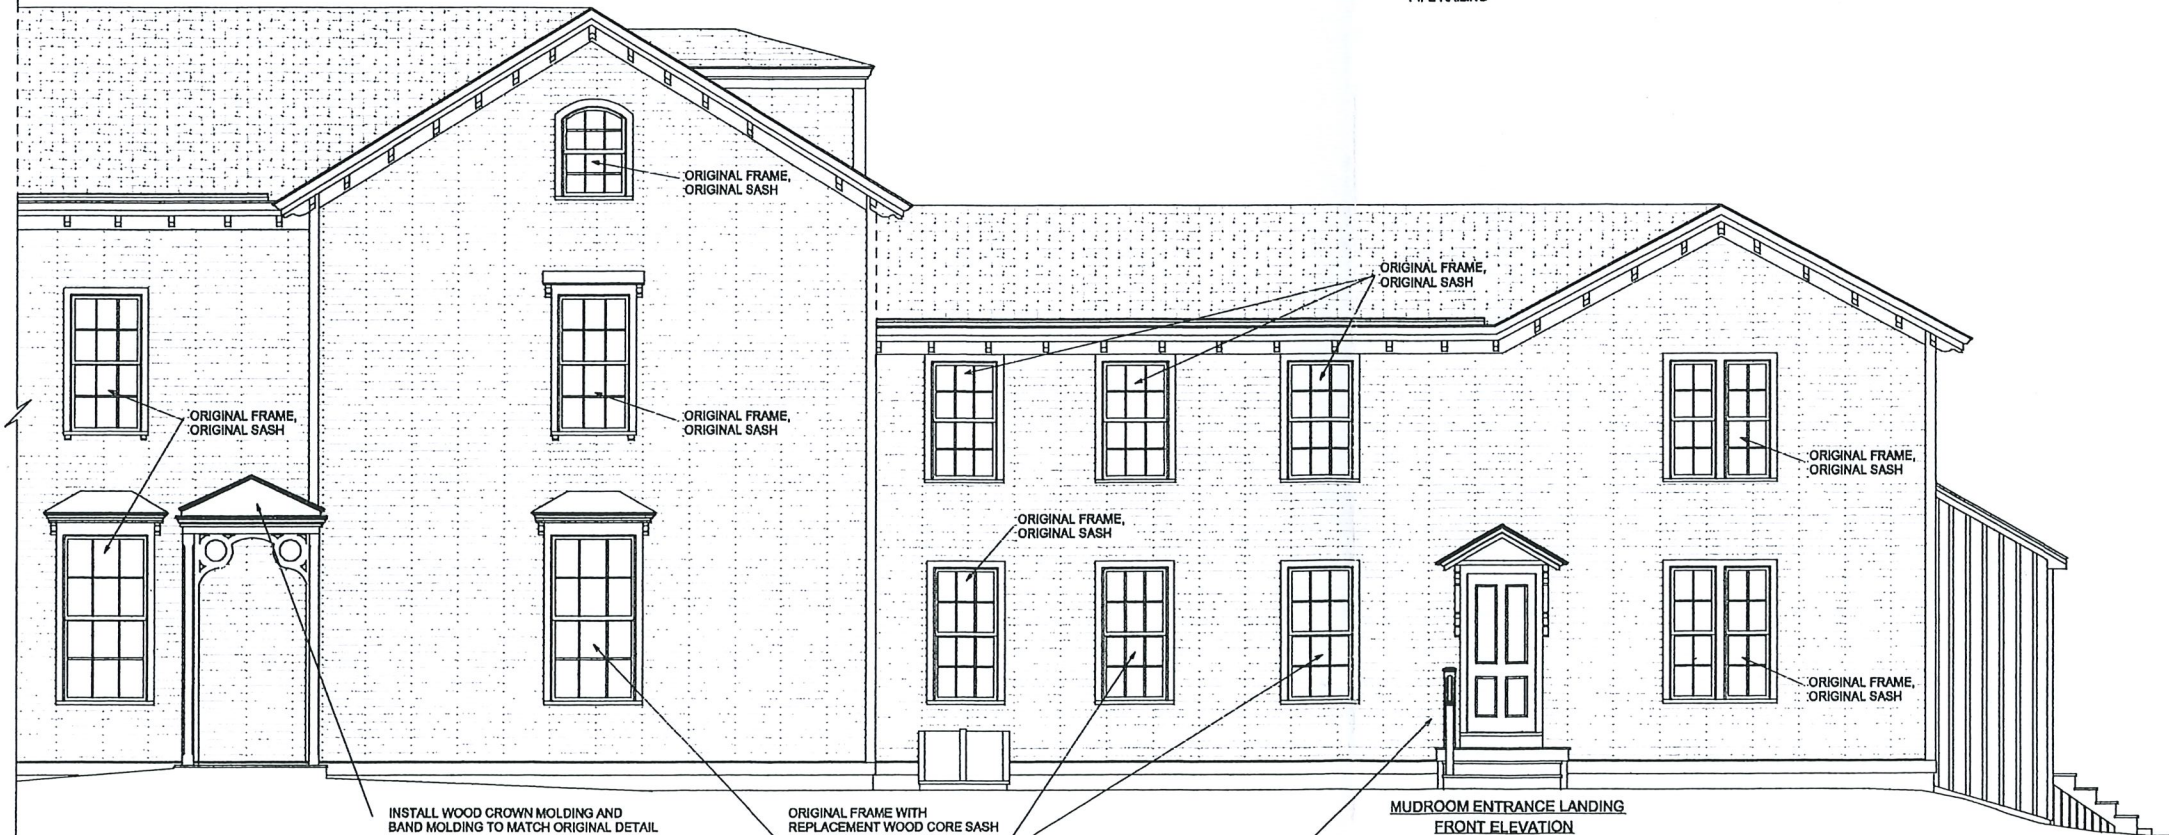 ORIGINAL FRAME,
ORIGINAL SASH
ORIGINAL FRAME,
ORIGINAL SASH
ORIGINAL FRAME,
ORIGINAL SASH
ORIGINAL FRAME,
ORIGINAL SASH
ORIGINAL FRAME,
ORIGINAL SASH
ORIGINAL FRAME,
ORIGINAL SASH
ORIGINAL FRAME,
ORIGINAL SASH
INSTALL WOOD CROWN MOLDING AND
BAND MOLDING TO MATCH ORIGINAL DETAIL
ORIGINAL FRAME WITH
REPLACEMENT WOOD CORE SASH
MUDROOM ENTRANCE LANDING
FRONT ELEVATION